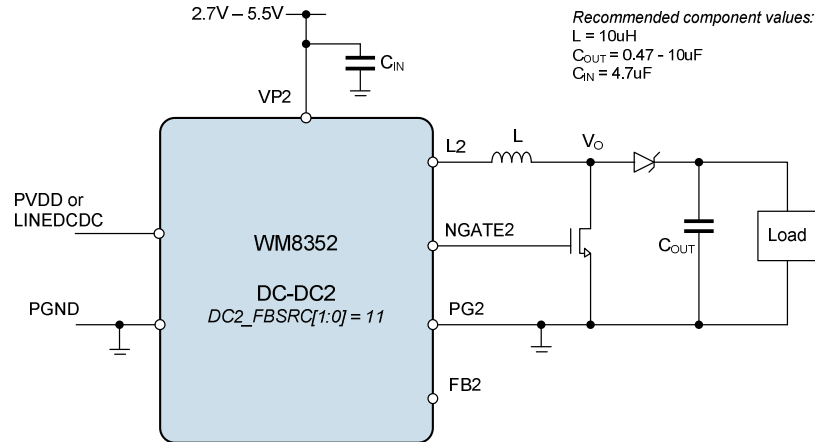 2.7V – 5.5V
Recommended component values:
L = 10uH
COUT = 0.47 - 10uF
CIN = 4.7uF
CIN
VP2
L2
L
VO
PVDD or
LINEDCDC
WM8352
NGATE2
COUT
Load
DC-DC2
DC2_FBSRC[1:0] = 11
PGND
PG2
FB2